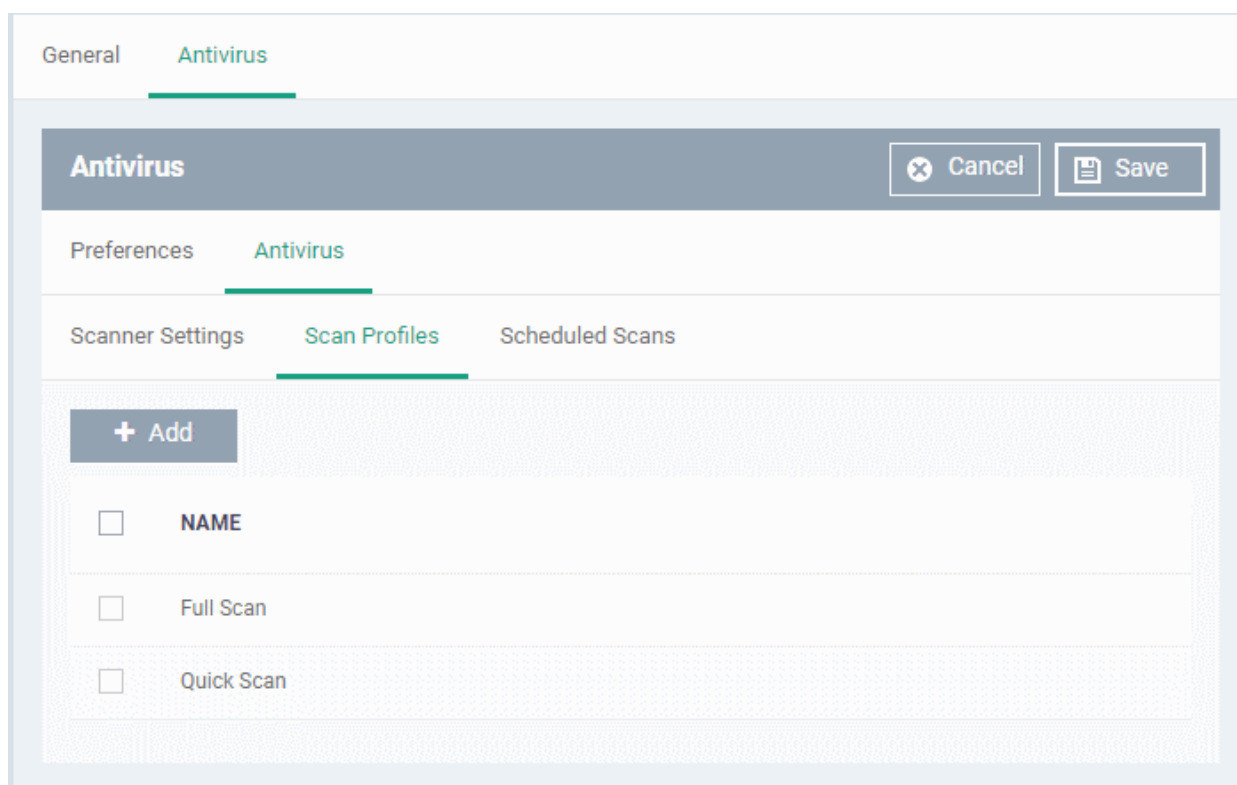 General Antivirus
Antivirus Cancel Save
Preferences Antivirus
Scanner Settings Scan Profiles Scheduled Scans
+ Add
NAME
Full Scan
Quick Scan